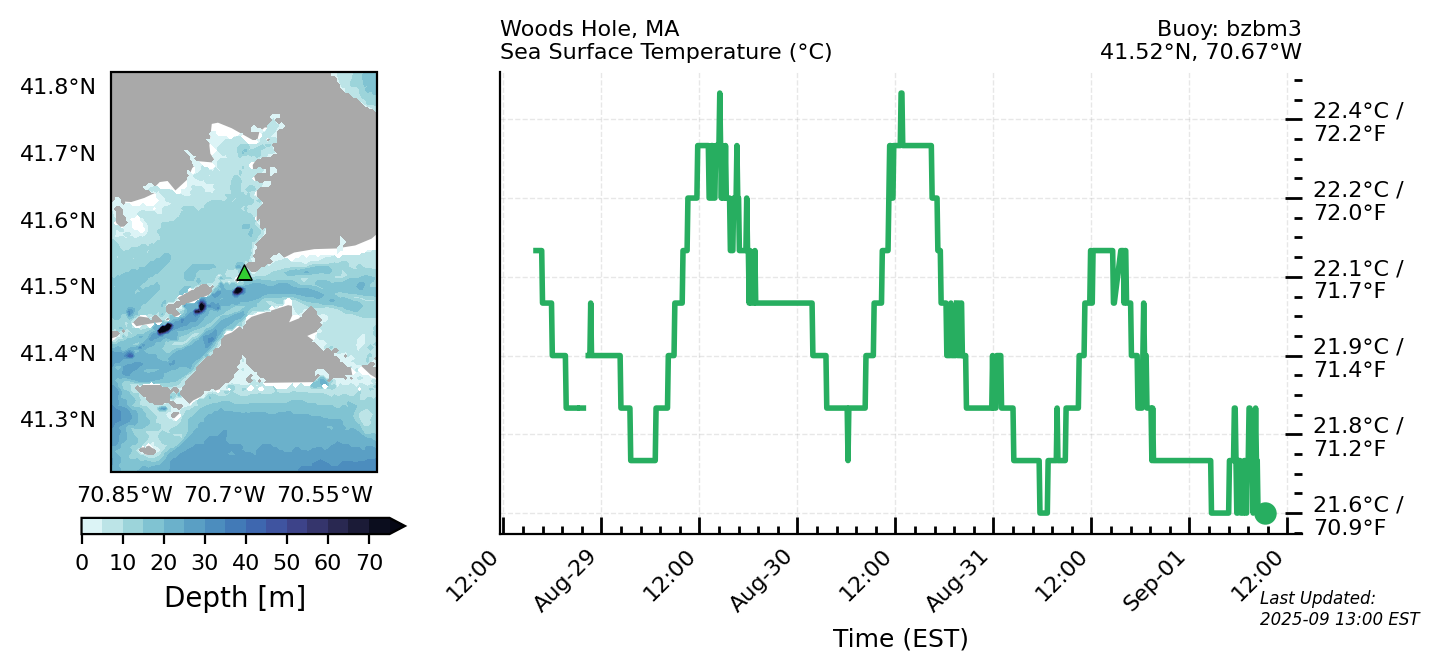 Woods Hole, MA
Sea Surface Temperature (°C)
Buoy: bzbm3
41.52°N, 70.67°W
41.8°N
41.7°N
41.6°N
41.5°N
41.4°N
41.3°N
70.85°W 70.7°W 70.55°W
0 10 20 30 40 50 60 70
Depth [m]
22.4°C /
72.2°F
22.2°C /
72.0°F
22.1°C /
71.7°F
21.9°C /
71.4°F
21.8°C /
71.2°F
21.6°C /
70.9°F
12:00 Aug-29 12:00 Aug-30 12:00 Aug-31 12:00 Sep-01 12:00
Time (EST)
Last Updated:
2025-09 13:00 EST